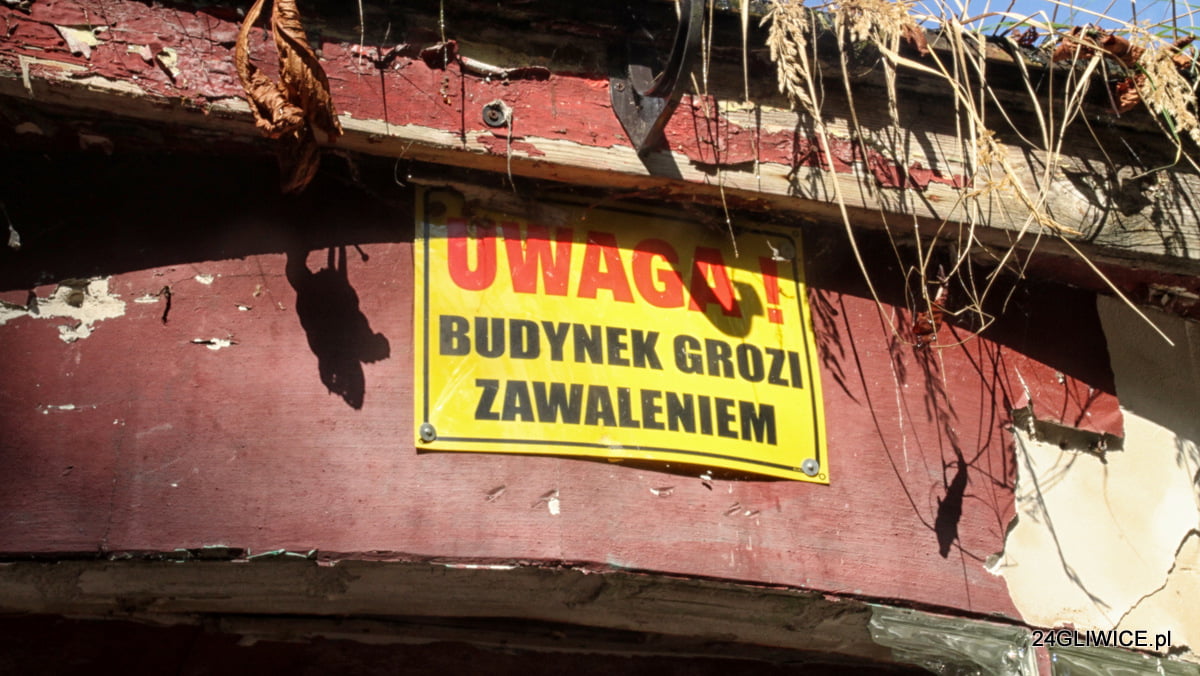 UWAGA !
BUDYNEK GROZI
ZAWALENIEM
24GLIWICE.pl